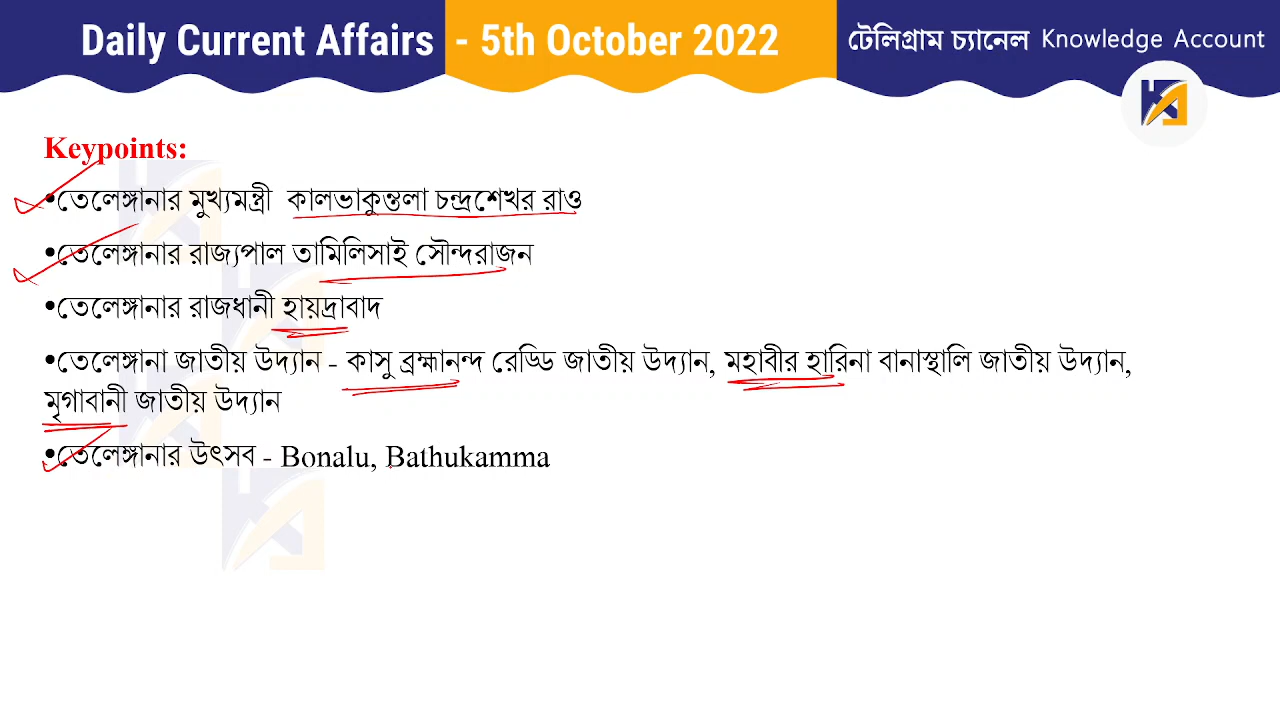 Daily Current Affairs - 5th October 2022
টেলিগ্রাম চ্যানেল Knowledge Account
Keypoints:
•তেলেঙ্গানার মুখ্যমন্ত্রী কালভাকুন্তলা চন্দ্রশেখর রাও
•তেলেঙ্গানার রাজ্যপাল তামিলিসাই সৌন্দরাজন
•তেলেঙ্গানার রাজধানী হায়দ্রাবাদ
•তেলেঙ্গানা জাতীয় উদ্যান - কাসু ব্রহ্মানন্দ রেড্ডি জাতীয় উদ্যান, মহাবীর হারিনা বানাস্থালি জাতীয় উদ্যান,
মৃগাবানী জাতীয় উদ্যান
•তেলেঙ্গানার উৎসব - Bonalu, Bathukamma